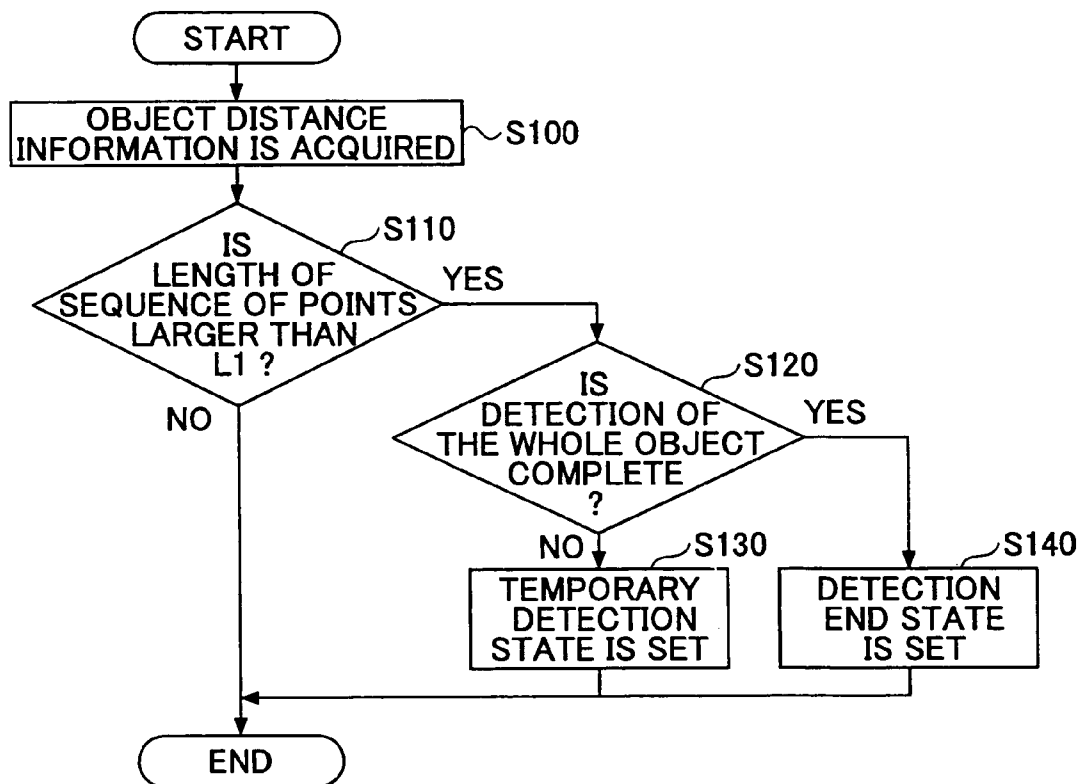 START
OBJECT DISTANCE
INFORMATION IS ACQUIRED
S100
IS
LENGTH OF
SEQUENCE OF POINTS
LARGER THAN
L1 ?
S110
YES
NO
IS
DETECTION OF
THE WHOLE OBJECT
COMPLETE
?
S120
YES
NO
TEMPORARY
DETECTION
STATE IS SET
S130
DETECTION
END STATE
IS SET
S140
END